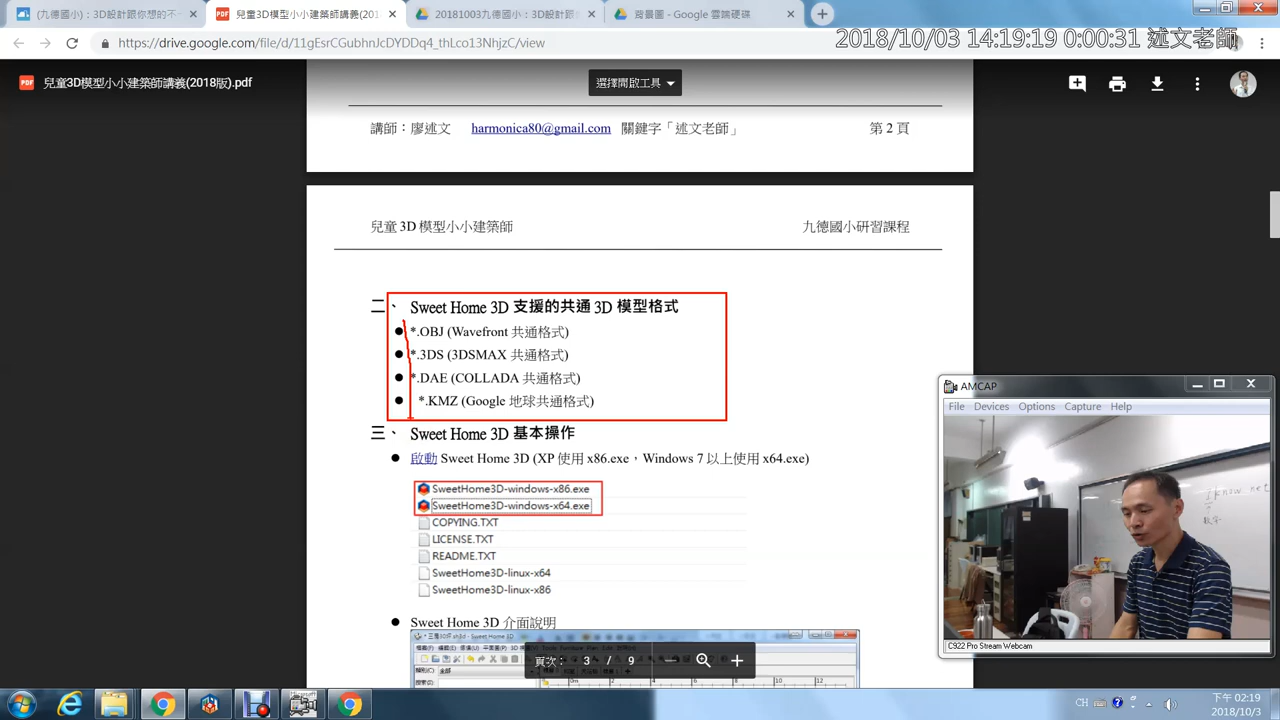 (九德國小)：3D設計跟你想的不一
兒童3D模型小小建築師講義(201
20181003九德國小：3D設計跟
背書圖 - Google 雲端硬碟
https://drive.google.com/file/d/11gEsrCGubhnJcDYDDq4_thLco13NhjzC/view
2018/10/03 14:19:19 0:00:31 述文老師
兒童3D模型小小建築師講義(2018版).pdf
選擇開啟工具
講師：廖述文 harmonica80@gmail.com 關鍵字「述文老師」 第 2 頁
兒童 3D 模型小小建築師 九德國小研習課程
二、 Sweet Home 3D 支援的共通 3D 模型格式
● *.OBJ (Wavefront 共通格式)
● *.3DS (3DSMAX 共通格式)
● *.DAE (COLLADA 共通格式)
● *.KMZ (Google 地球共通格式)
三、 Sweet Home 3D 基本操作
● 啟動 Sweet Home 3D (XP 使用 x86.exe，Windows 7 以上使用 x64.exe)
SweetHome3D-windows-x86.exe
SweetHome3D-windows-x64.exe
COPYING.TXT
LICENSE.TXT
README.TXT
SweetHome3D-linux-x64
SweetHome3D-linux-x86
● Sweet Home 3D 介面說明
頁次： 3 / 9
AMCAP
File Devices Options Capture Help
I know
C922 Pro Stream Webcam
CH
下午 02:19
2018/10/3